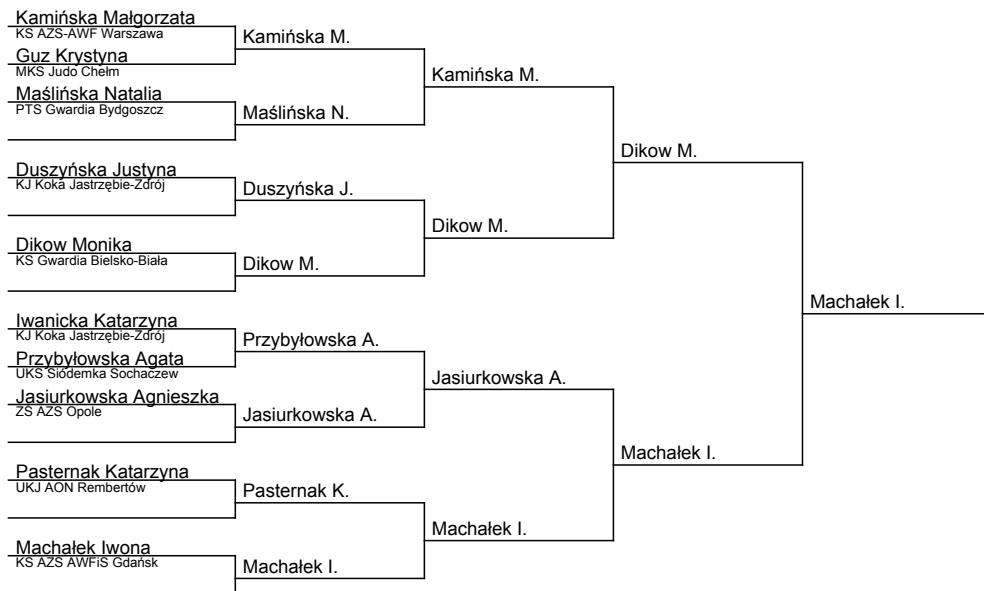 Kamińska Małgorzata
KS AZS-AWF Warszawa
Kamińska M.
Guz Krystyna
MKS Judo Chełm
Kamińska M.
Maślińska Natalia
PTS Gwardia Bydgoszcz
Maślińska N.
Dikow M.
Duszyńska Justyna
KJ Koka Jastrzębie-Zdrój
Duszyńska J.
Dikow M.
Dikow Monika
KS Gwardia Bielsko-Biała
Dikow M.
Machałek I.
Iwanicka Katarzyna
KJ Koka Jastrzębie-Zdrój
Przybyłowska A.
Przybyłowska Agata
UKS Siódemka Sochaczew
Jasiurkowska A.
Jasiurkowska Agnieszka
ZS AZS Opole
Jasiurkowska A.
Machałek I.
Pasternak Katarzyna
UKJ AON Rembertów
Pasternak K.
Machałek I.
Machałek Iwona
KS AZS AWFiS Gdańsk
Machałek I.